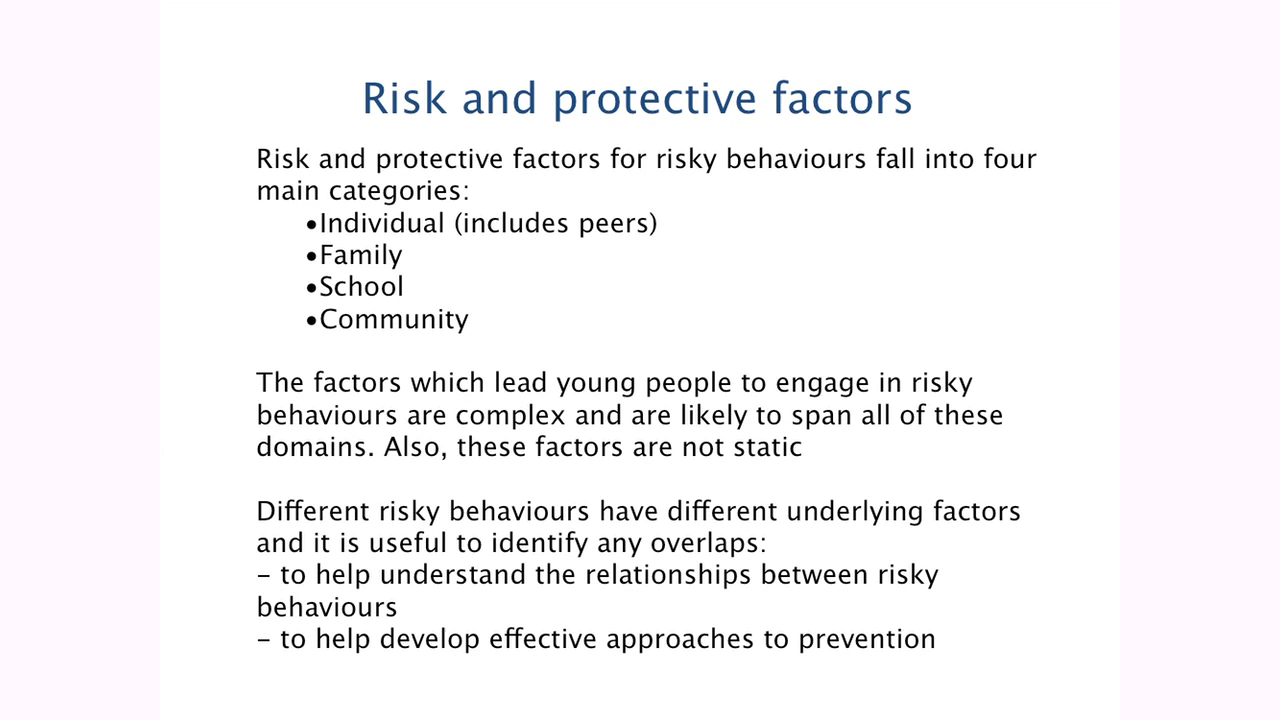 Risk and protective factors
Risk and protective factors for risky behaviours fall into four
main categories:
•Individual (includes peers)
•Family
•School
•Community
The factors which lead young people to engage in risky
behaviours are complex and are likely to span all of these
domains. Also, these factors are not static
Different risky behaviours have different underlying factors
and it is useful to identify any overlaps:
– to help understand the relationships between risky
behaviours
– to help develop effective approaches to prevention